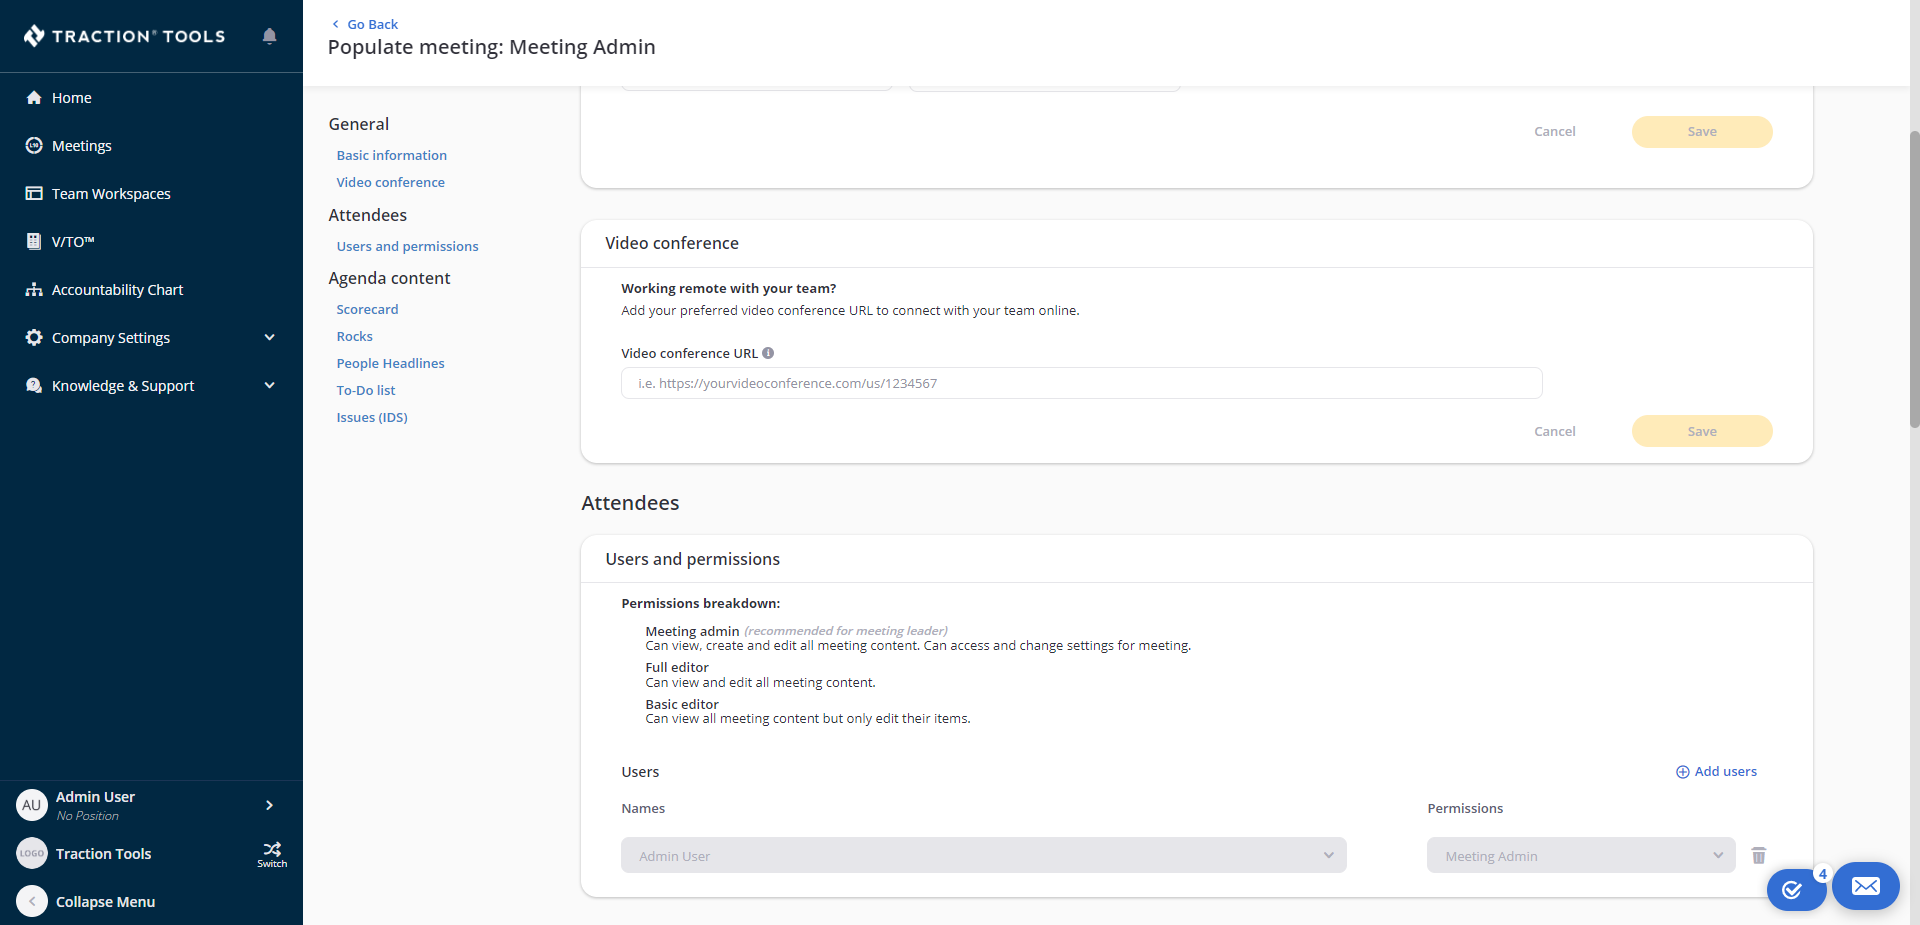 TRACTION® TOOLS
Home
Meetings
Team Workspaces
V/TO™
Accountability Chart
Company Settings
Knowledge & Support
AU
Admin User
No Position
LOGO
Traction Tools
Switch
Collapse Menu
Go Back
Populate meeting: Meeting Admin
General
Basic information
Video conference
Attendees
Users and permissions
Agenda content
Scorecard
Rocks
People Headlines
To-Do list
Issues (IDS)
Cancel
Save
Video conference
Working remote with your team?
Add your preferred video conference URL to connect with your team online.
Video conference URL
i.e. https://yourvideoconference.com/us/1234567
Cancel
Save
Attendees
Users and permissions
Permissions breakdown:
Meeting admin (recommended for meeting leader)
Can view, create and edit all meeting content. Can access and change settings for meeting.
Full editor
Can view and edit all meeting content.
Basic editor
Can view all meeting content but only edit their items.
Users
Add users
Names
Permissions
Admin User
Meeting Admin
4